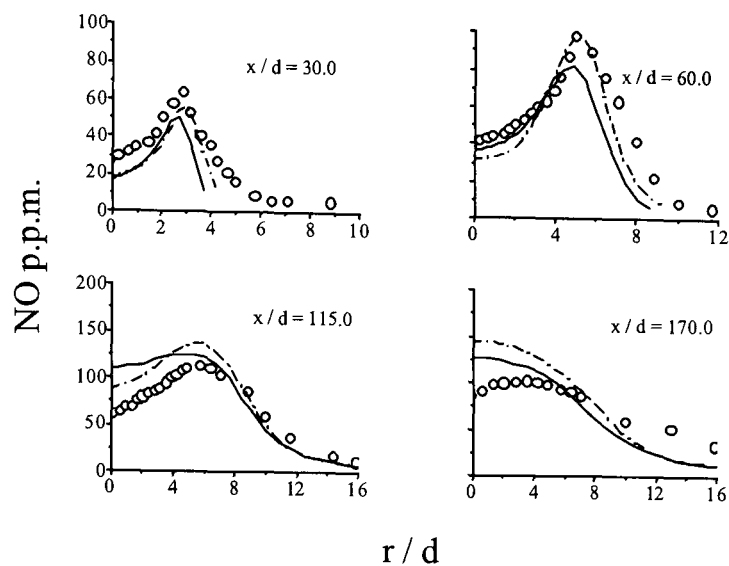 NO p.p.m.
100
80
60
40
20
0
x / d = 30.0
0 2 4 6 8 10
x / d = 60.0
0 2 4 6 8 12
200
150
100
50
0
x / d = 115.0
0 4 8 12 16
x / d = 170.0
0 4 8 12 16
r / d